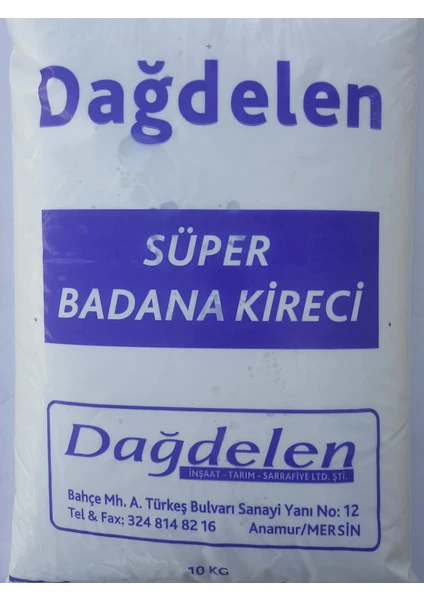 Dağdelen
SÜPER
BADANA KİRECİ
Dağdelen
İNŞAAT - TARIM - SARRAFİYE LTD. ŞTİ.
Bahçe Mh. A. Türkeş Bulvarı Sanayi Yanı No: 12
Tel & Fax: 324 814 82 16 Anamur/MERSİN
10 KG